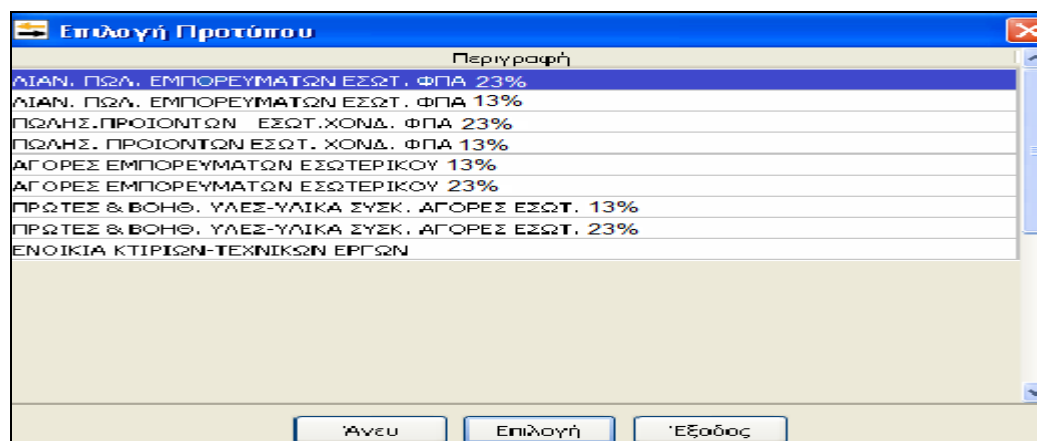 Επιλογή Προτύπου
Περιγραφή
ΛΙΑΝ. ΠΩΛ. ΕΜΠΟΡΕΥΜΑΤΩΝ ΕΣΩΤ. ΦΠΑ 23%
ΛΙΑΝ. ΠΩΛ. ΕΜΠΟΡΕΥΜΑΤΩΝ ΕΣΩΤ. ΦΠΑ 13%
ΠΩΛΗΣ.ΠΡΟΙΟΝΤΩΝ ΕΣΩΤ.ΧΟΝΔ. ΦΠΑ 23%
ΠΩΛΗΣ. ΠΡΟΙΟΝΤΩΝ ΕΣΩΤ. ΧΟΝΔ. ΦΠΑ 13%
ΑΓΟΡΕΣ ΕΜΠΟΡΕΥΜΑΤΩΝ ΕΣΩΤΕΡΙΚΟΥ 13%
ΑΓΟΡΕΣ ΕΜΠΟΡΕΥΜΑΤΩΝ ΕΣΩΤΕΡΙΚΟΥ 23%
ΠΡΩΤΕΣ & ΒΟΗΘ. ΥΛΕΣ-ΥΛΙΚΑ ΣΥΣΚ. ΑΓΟΡΕΣ ΕΣΩΤ. 13%
ΠΡΩΤΕΣ & ΒΟΗΘ. ΥΛΕΣ-ΥΛΙΚΑ ΣΥΣΚ. ΑΓΟΡΕΣ ΕΣΩΤ. 23%
ΕΝΟΙΚΙΑ ΚΤΙΡΙΩΝ-ΤΕΧΝΙΚΩΝ ΕΡΓΩΝ
Άνευ Επιλογή Έξοδος